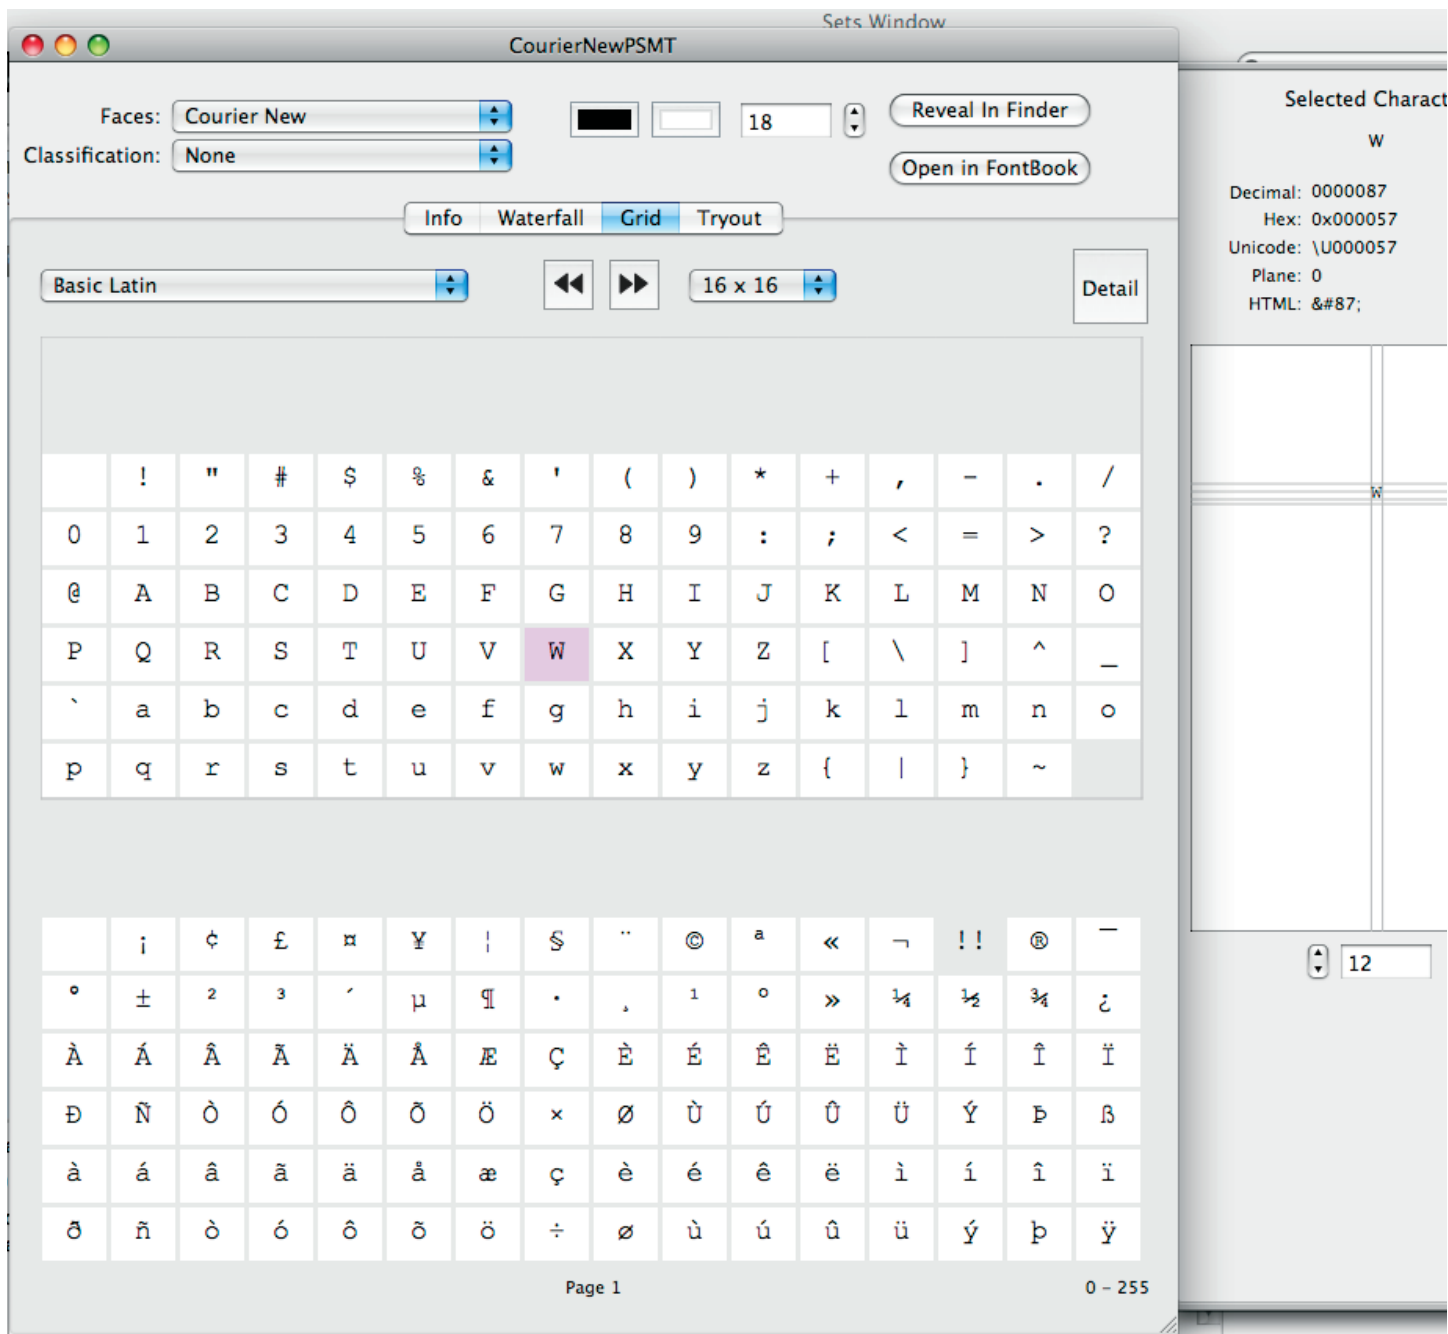 Sets Window
CourierNewPSMT
Faces: Courier New
18
Reveal In Finder
Classification: None
Open in FontBook
Info Waterfall Grid Tryout
Basic Latin
16 x 16
Detail
! " # $ % & ' ( ) * + , - . /
0 1 2 3 4 5 6 7 8 9 : ; < = > ?
@ A B C D E F G H I J K L M N O
P Q R S T U V W X Y Z [ \ ] ^ _
` a b c d e f g h i j k l m n o
p q r s t u v w x y z { | } ~
¡ ¢ £ ¤ ¥ ¦ § ¨ © ª « ¬ !! ® ¯
° ± ² ³ ´ µ ¶ · ¸ ¹ º » ¼ ½ ¾ ¿
À Á Â Ã Ä Å Æ Ç È É Ê Ë Ì Í Î Ï
Ð Ñ Ò Ó Ô Õ Ö × Ø Ù Ú Û Ü Ý Þ ß
à á â ã ä å æ ç è é ê ë ì í î ï
ð ñ ò ó ô õ ö ÷ ø ù ú û ü ý þ ÿ
Page 1
0 - 255
Selected Charact
W
Decimal: 0000087
Hex: 0x000057
Unicode: \U000057
Plane: 0
HTML: &#87;
W
12